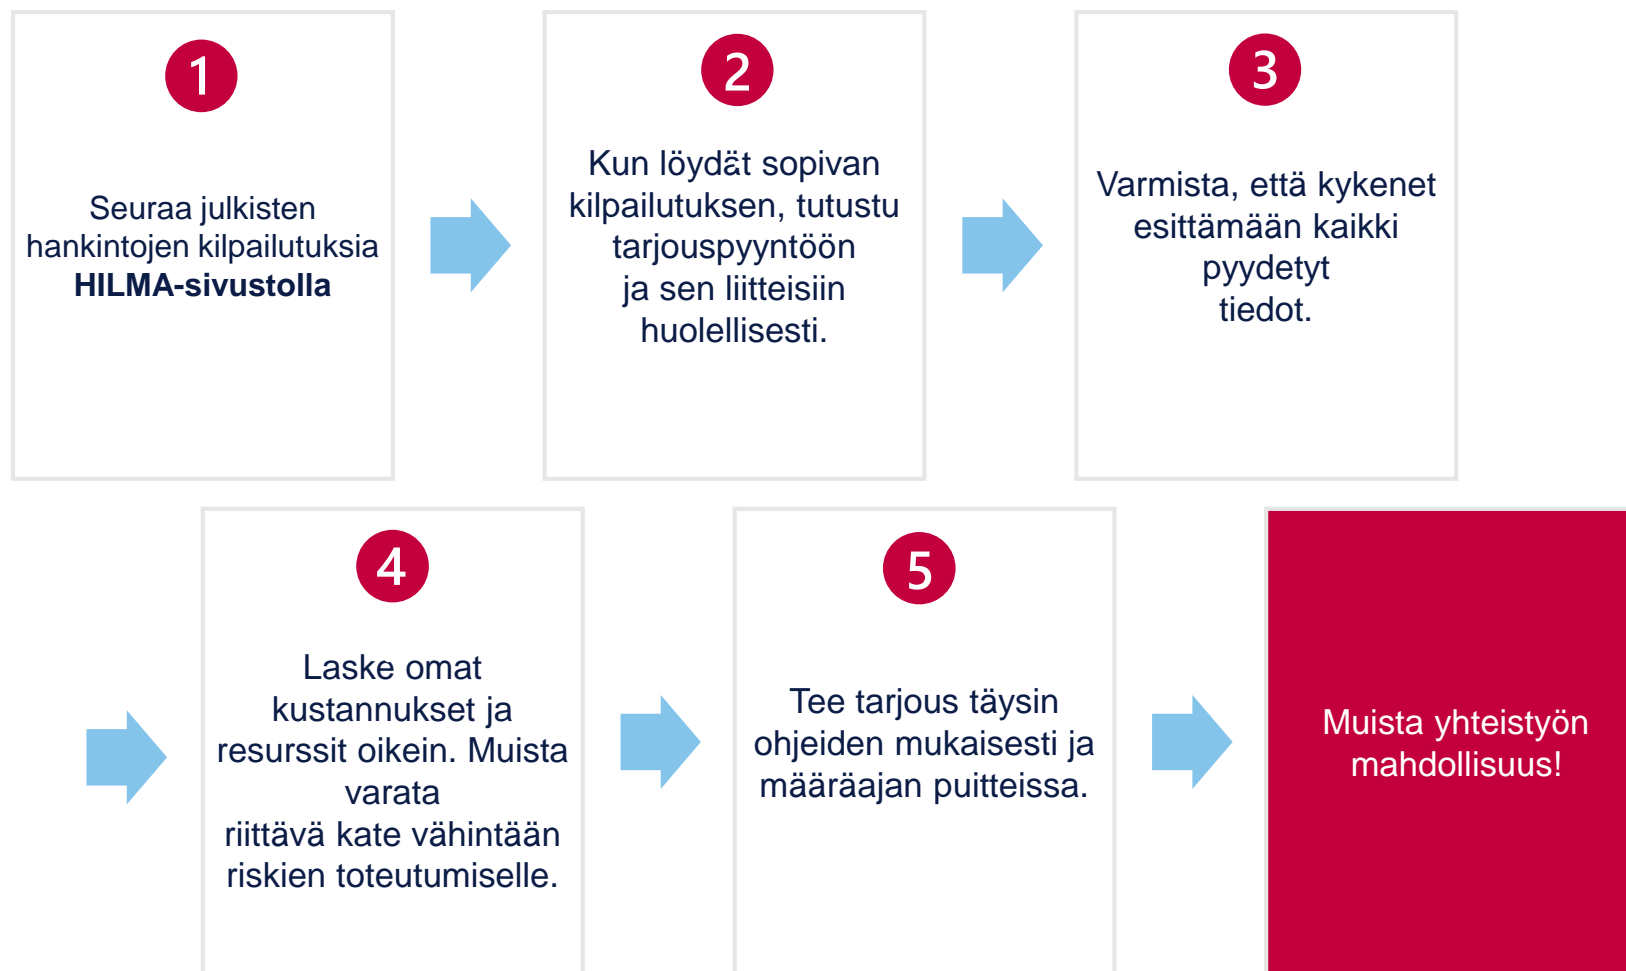 1
Seuraa julkisten
hankintojen kilpailutuksia
HILMA-sivustolla
2
Kun löydät sopivan
kilpailutuksen, tutustu
tarjouspyyntöön
ja sen liitteisiin
huolellisesti.
3
Varmista, että kykenet
esittämään kaikki
pyydetyt
tiedot.
4
Laske omat
kustannukset ja
resurssit oikein. Muista
varata
riittävä kate vähintään
riskien toteutumiselle.
5
Tee tarjous täysin
ohjeiden mukaisesti ja
määräajan puitteissa.
Muista yhteistyön
mahdollisuus!